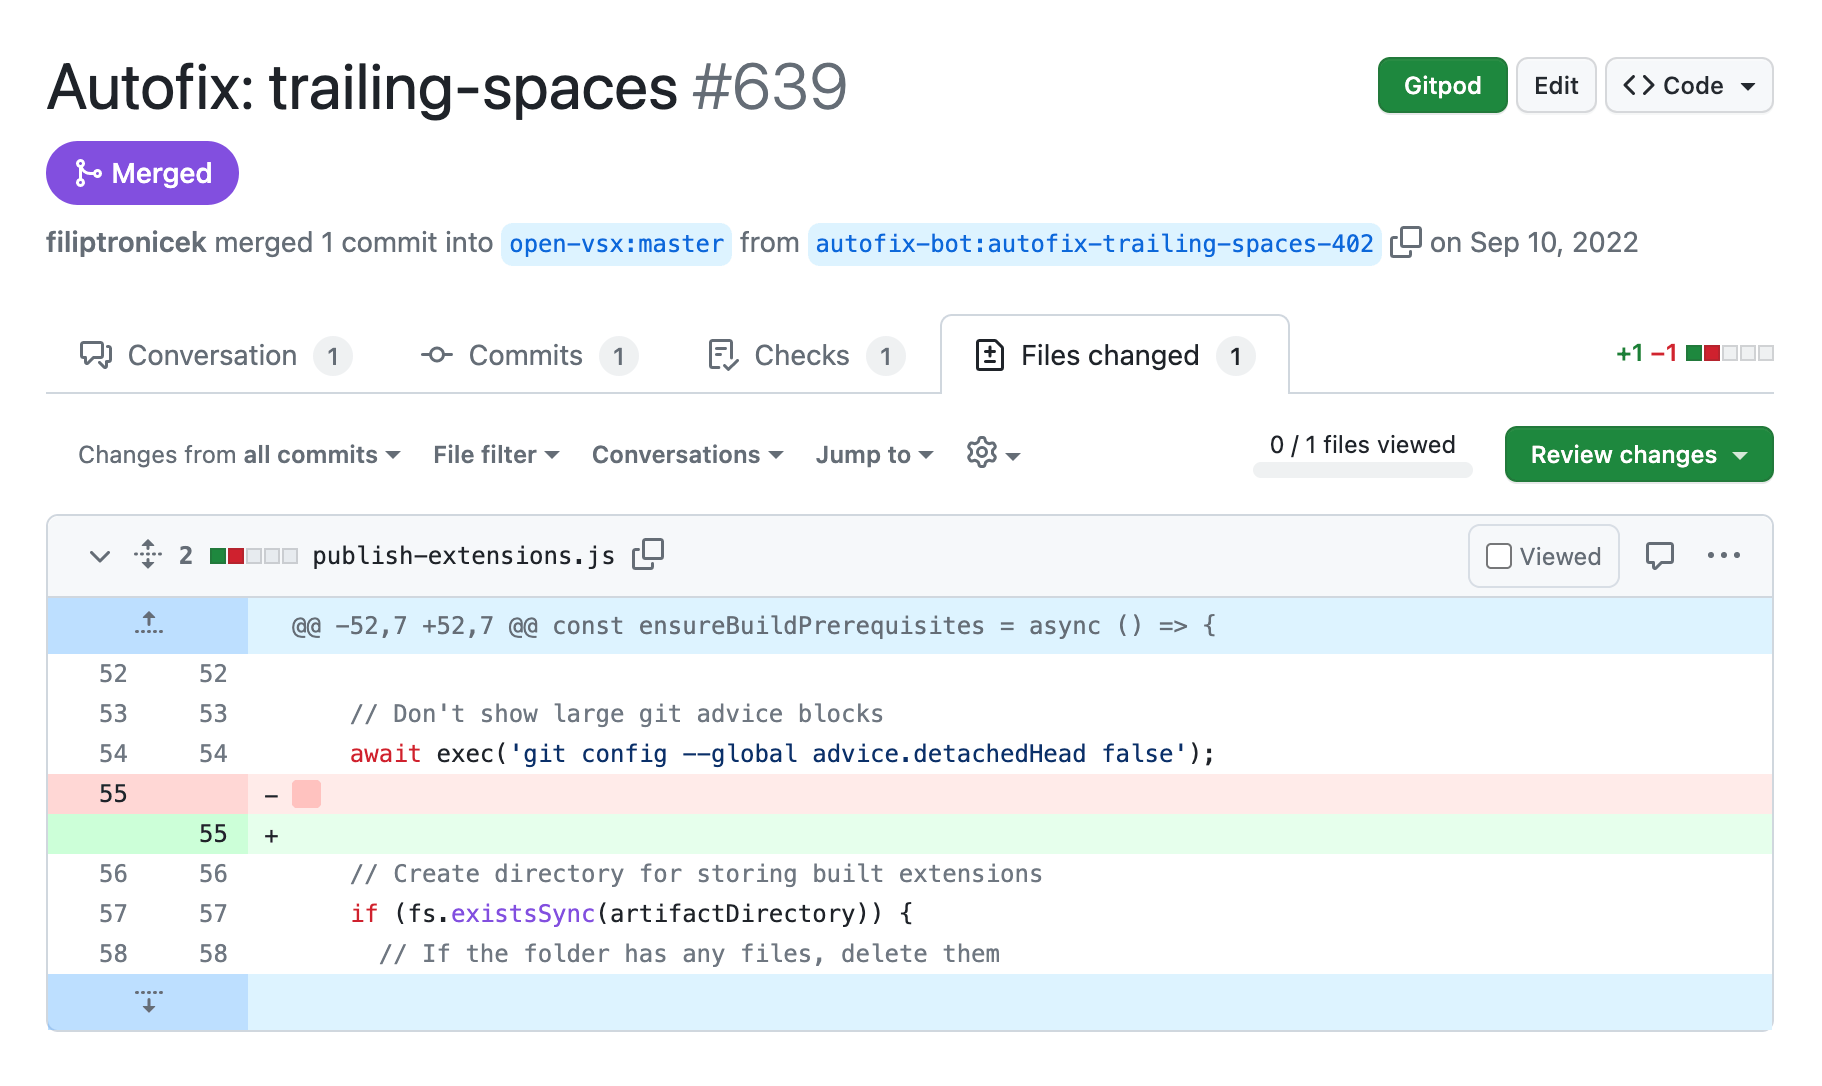 Autofix: trailing-spaces #639
Gitpod
Edit
<> Code
Merged
filiptronicek merged 1 commit into open-vsx:master from autofix-bot:autofix-trailing-spaces-402 on Sep 10, 2022
Conversation 1
Commits 1
Checks 1
Files changed 1
+1 −1
Changes from all commits
File filter
Conversations
Jump to
0 / 1 files viewed
Review changes
2 publish-extensions.js
Viewed
@@ -52,7 +52,7 @@ const ensureBuildPrerequisites = async () => {
52 52
53 53 // Don't show large git advice blocks
54 54 await exec('git config --global advice.detachedHead false');
55 -
55 +
56 56 // Create directory for storing built extensions
57 57 if (fs.existsSync(artifactDirectory)) {
58 58 // If the folder has any files, delete them